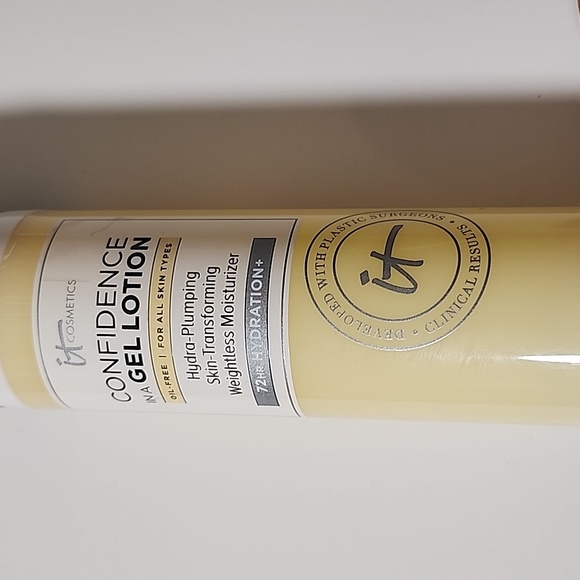 it
COSMETICS
CONFIDENCE
IN A GEL LOTION
OIL-FREE | FOR ALL SKIN TYPES
Hydra-Plumping
Skin-Transforming
Weightless Moisturizer
72HR HYDRATION+
DEVELOPED WITH PLASTIC SURGEONS • CLINICAL RESULTS •
it